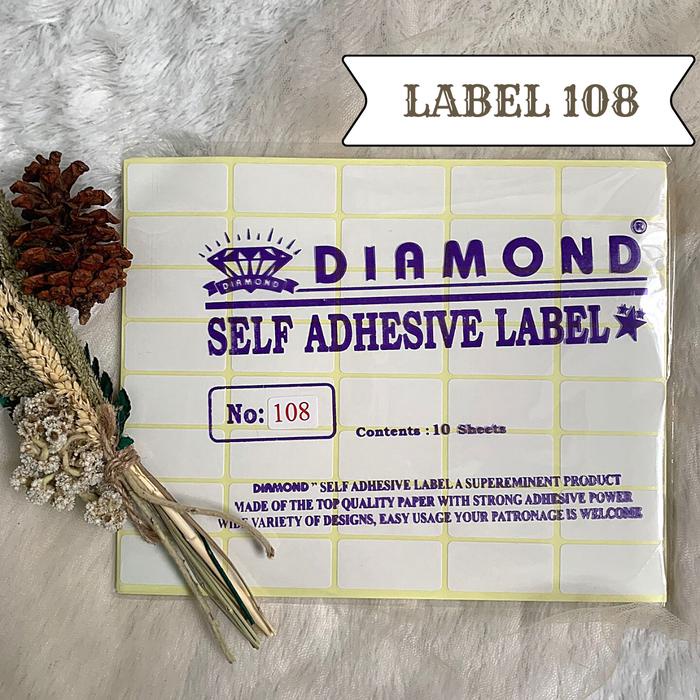 LABEL 108
DIAMOND®
DIAMOND
SELF ADHESIVE LABEL
No: 108
Contents : 10 Sheets
DIAMOND " SELF ADHESIVE LABEL A SUPEREMINENT PRODUCT
MADE OF THE TOP QUALITY PAPER WITH STRONG ADHESIVE POWER
WIDE VARIETY OF DESIGNS, EASY USAGE YOUR PATRONAGE IS WELCOME